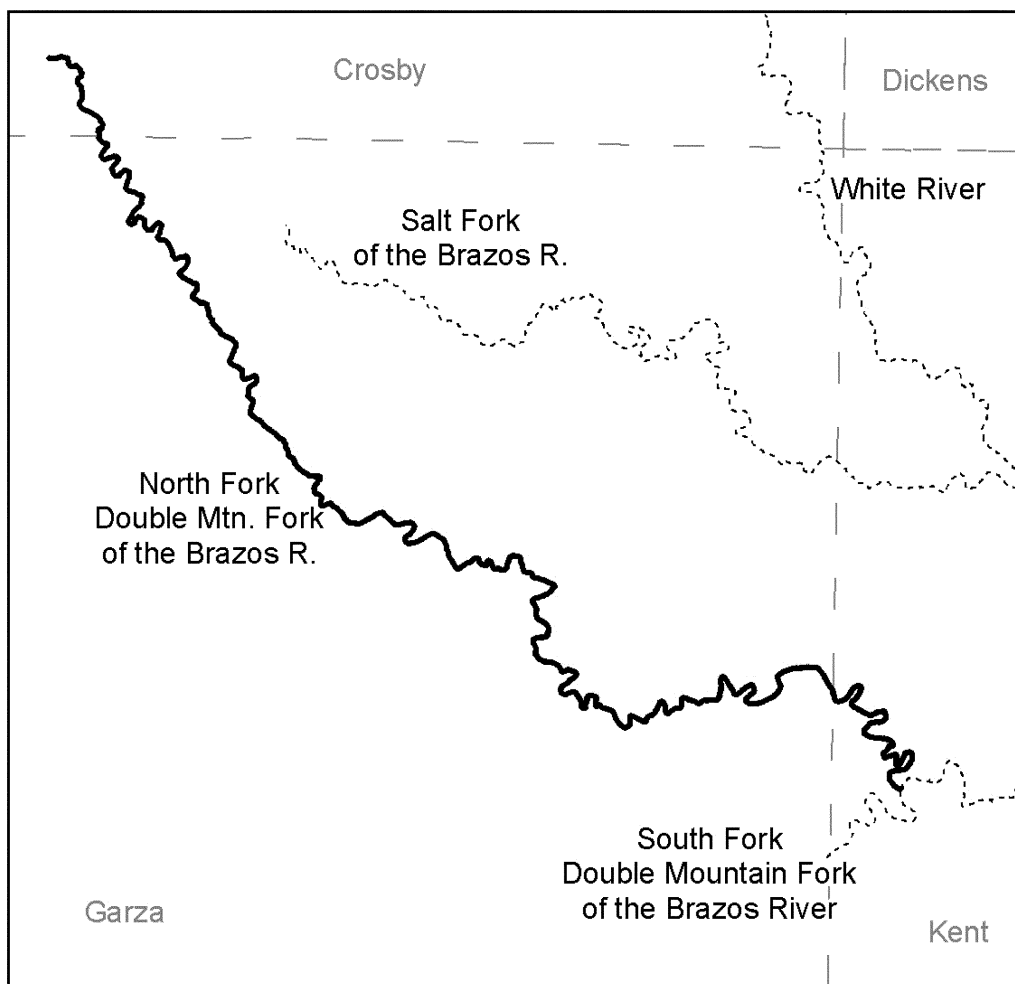 Crosby
Dickens
White River
Salt Fork
of the Brazos R.
North Fork
Double Mtn. Fork
of the Brazos R.
South Fork
Double Mountain Fork
of the Brazos River
Garza
Kent